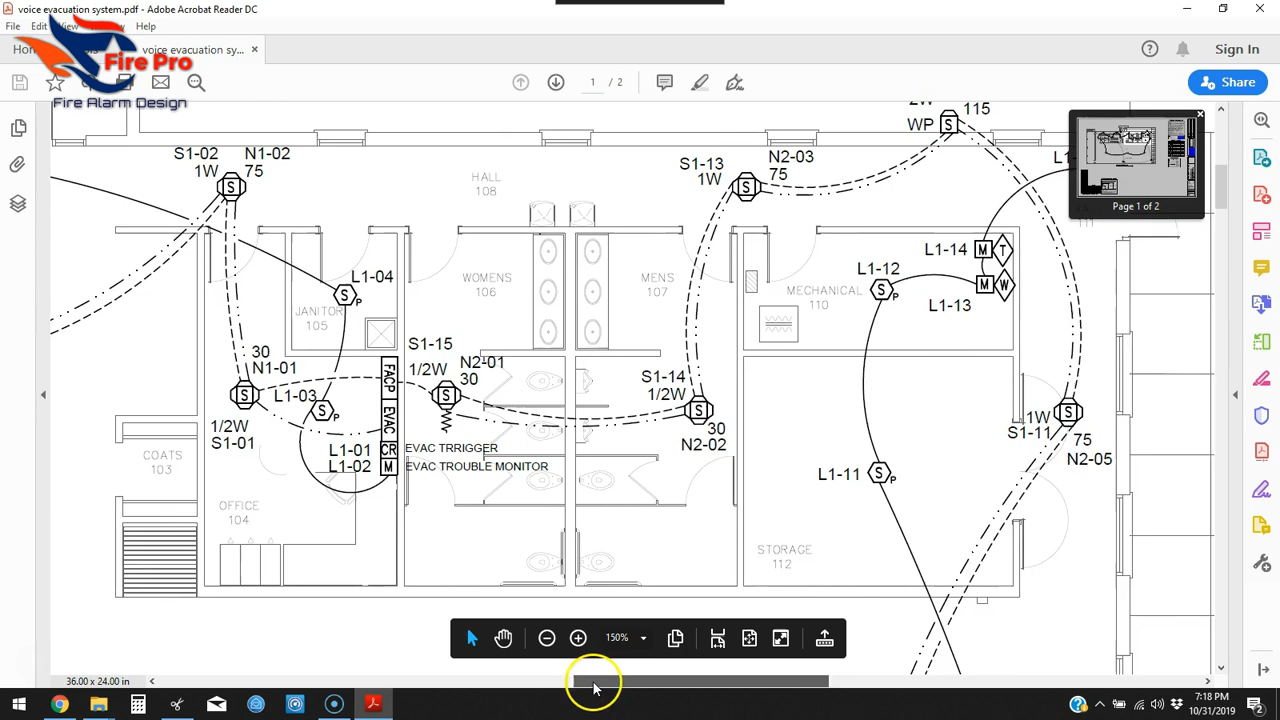 voice evacuation system.pdf - Adobe Acrobat Reader DC
File Edit View Help
voice evacuation sy...
Sign In
Fire Pro
Fire Alarm Design
1 / 2
Share
115
WP
S1-02 N1-02
1W 75
HALL
108
S1-13 N2-03
1W 75
Page 1 of 2
L1-14 M T
L1-04
L1-12
WOMENS
106
MENS
107
MECHANICAL
110
M W
L1-13
JANITOR
105
S1-15
30
N1-01
1/2W N2-01
30
FACP
S1-14
1/2W
L1-03
EVAC
1W
S1-11
75
N2-05
1/2W
S1-01
30
N2-02
COATS
103
L1-01 CR EVAC TRRIGGER
L1-02 M EVAC TROUBLE MONITOR
L1-11
OFFICE
104
STORAGE
112
150%
36.00 x 24.00 in
7:18 PM
10/31/2019